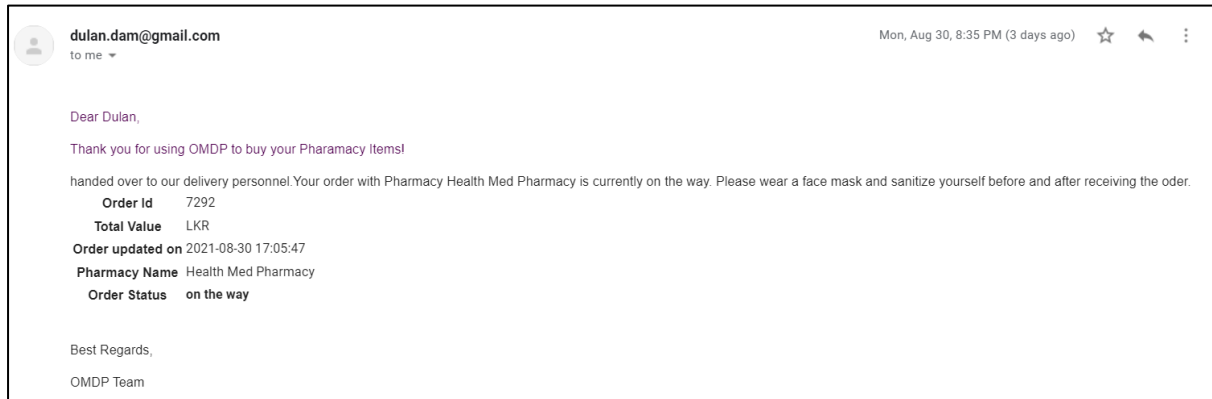 dulan.dam@gmail.com
Mon, Aug 30, 8:35 PM (3 days ago)
to me
Dear Dulan,
Thank you for using OMDP to buy your Pharamacy Items!
handed over to our delivery personnel.Your order with Pharmacy Health Med Pharmacy is currently on the way. Please wear a face mask and sanitize yourself before and after receiving the oder.
Order Id 7292
Total Value LKR
Order updated on 2021-08-30 17:05:47
Pharmacy Name Health Med Pharmacy
Order Status on the way
Best Regards,
OMDP Team